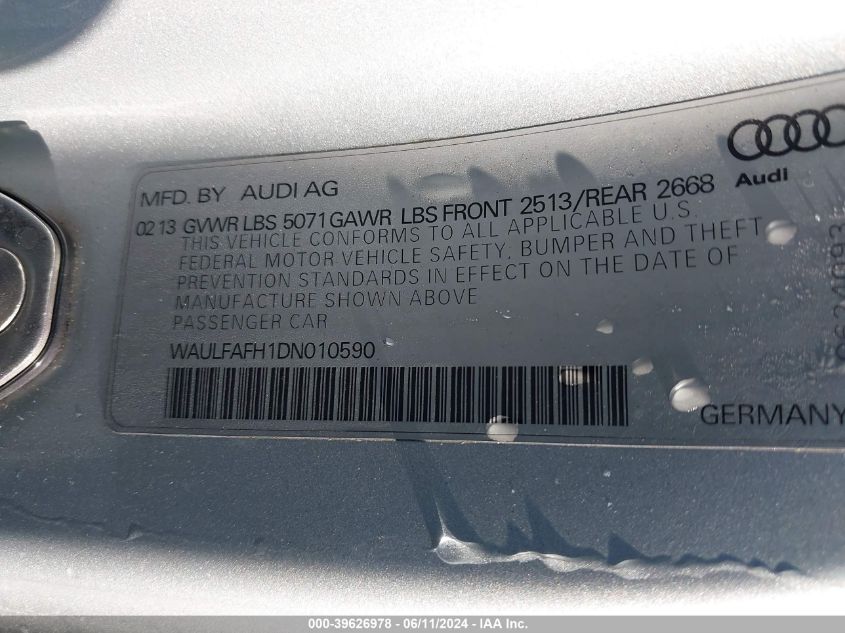 MFD. BY AUDI AG
Audi
02 13 GVWR LBS 5071 GAWR LBS FRONT 2513/REAR 2668
THIS VEHICLE CONFORMS TO ALL APPLICABLE U.S.
FEDERAL MOTOR VEHICLE SAFETY, BUMPER AND THEFT
PREVENTION STANDARDS IN EFFECT ON THE DATE OF
MANUFACTURE SHOWN ABOVE
PASSENGER CAR
WAULFAFH1DN010590
GERMANY
000-39626978 - 06/11/2024 - IAA Inc.